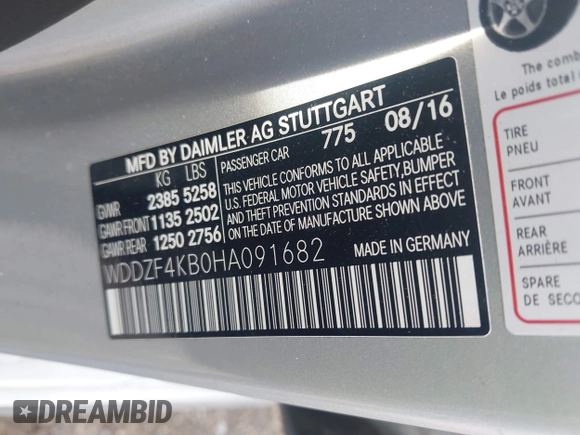 MFD BY DAIMLER AG STUTTGART
KG LBS
GVWR 2385 5258
GAWR FRONT 1135 2502
GAWR REAR 1250 2756
PASSENGER CAR 775 08/16
THIS VEHICLE CONFORMS TO ALL APPLICABLE
U.S. FEDERAL MOTOR VEHICLE SAFETY, BUMPER
AND THEFT PREVENTION STANDARDS IN EFFECT
ON THE DATE OF MANUFACTURE SHOWN ABOVE
WDDZF4KB0HA091682
MADE IN GERMANY
The comb
Le poids total
TIRE
PNEU
FRONT
AVANT
REAR
ARRIÈRE
SPARE
DE SECO
DREAMBID